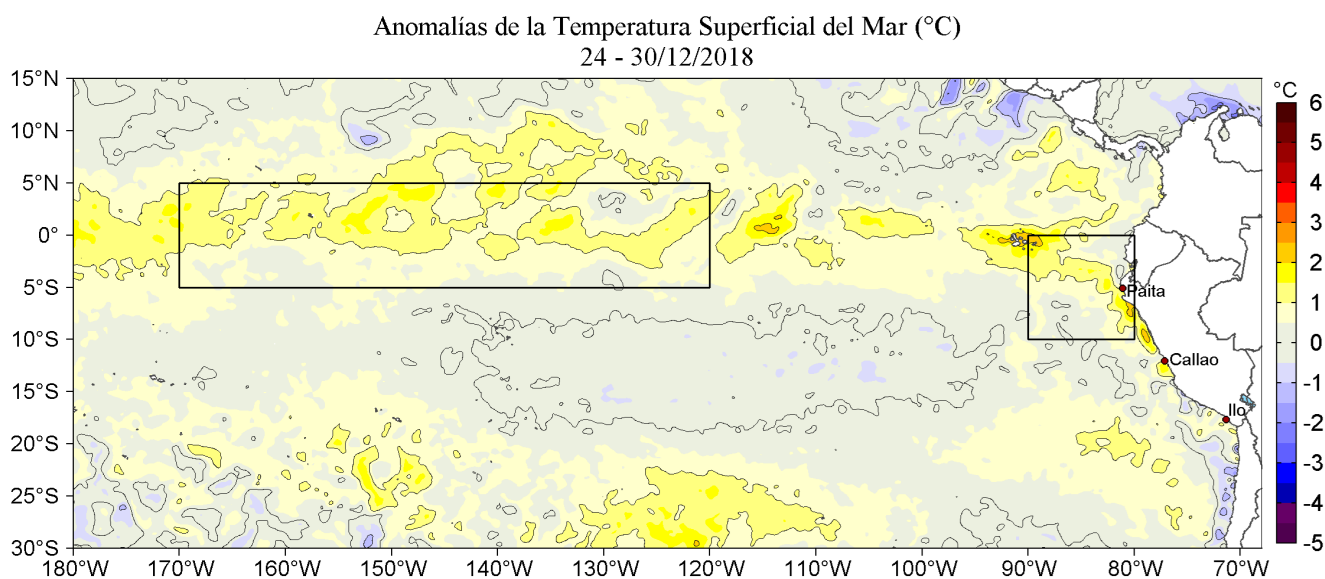 Anomalías de la Temperatura Superficial del Mar (°C)
24 - 30/12/2018
15°N
10°N
5°N
0°
5°S
10°S
15°S
20°S
25°S
30°S
180°W 170°W 160°W 150°W 140°W 130°W 120°W 110°W 100°W 90°W 80°W 70°W
Paita
Callao
Ilo
°C
6
5
4
3
2
1
0
-1
-2
-3
-4
-5